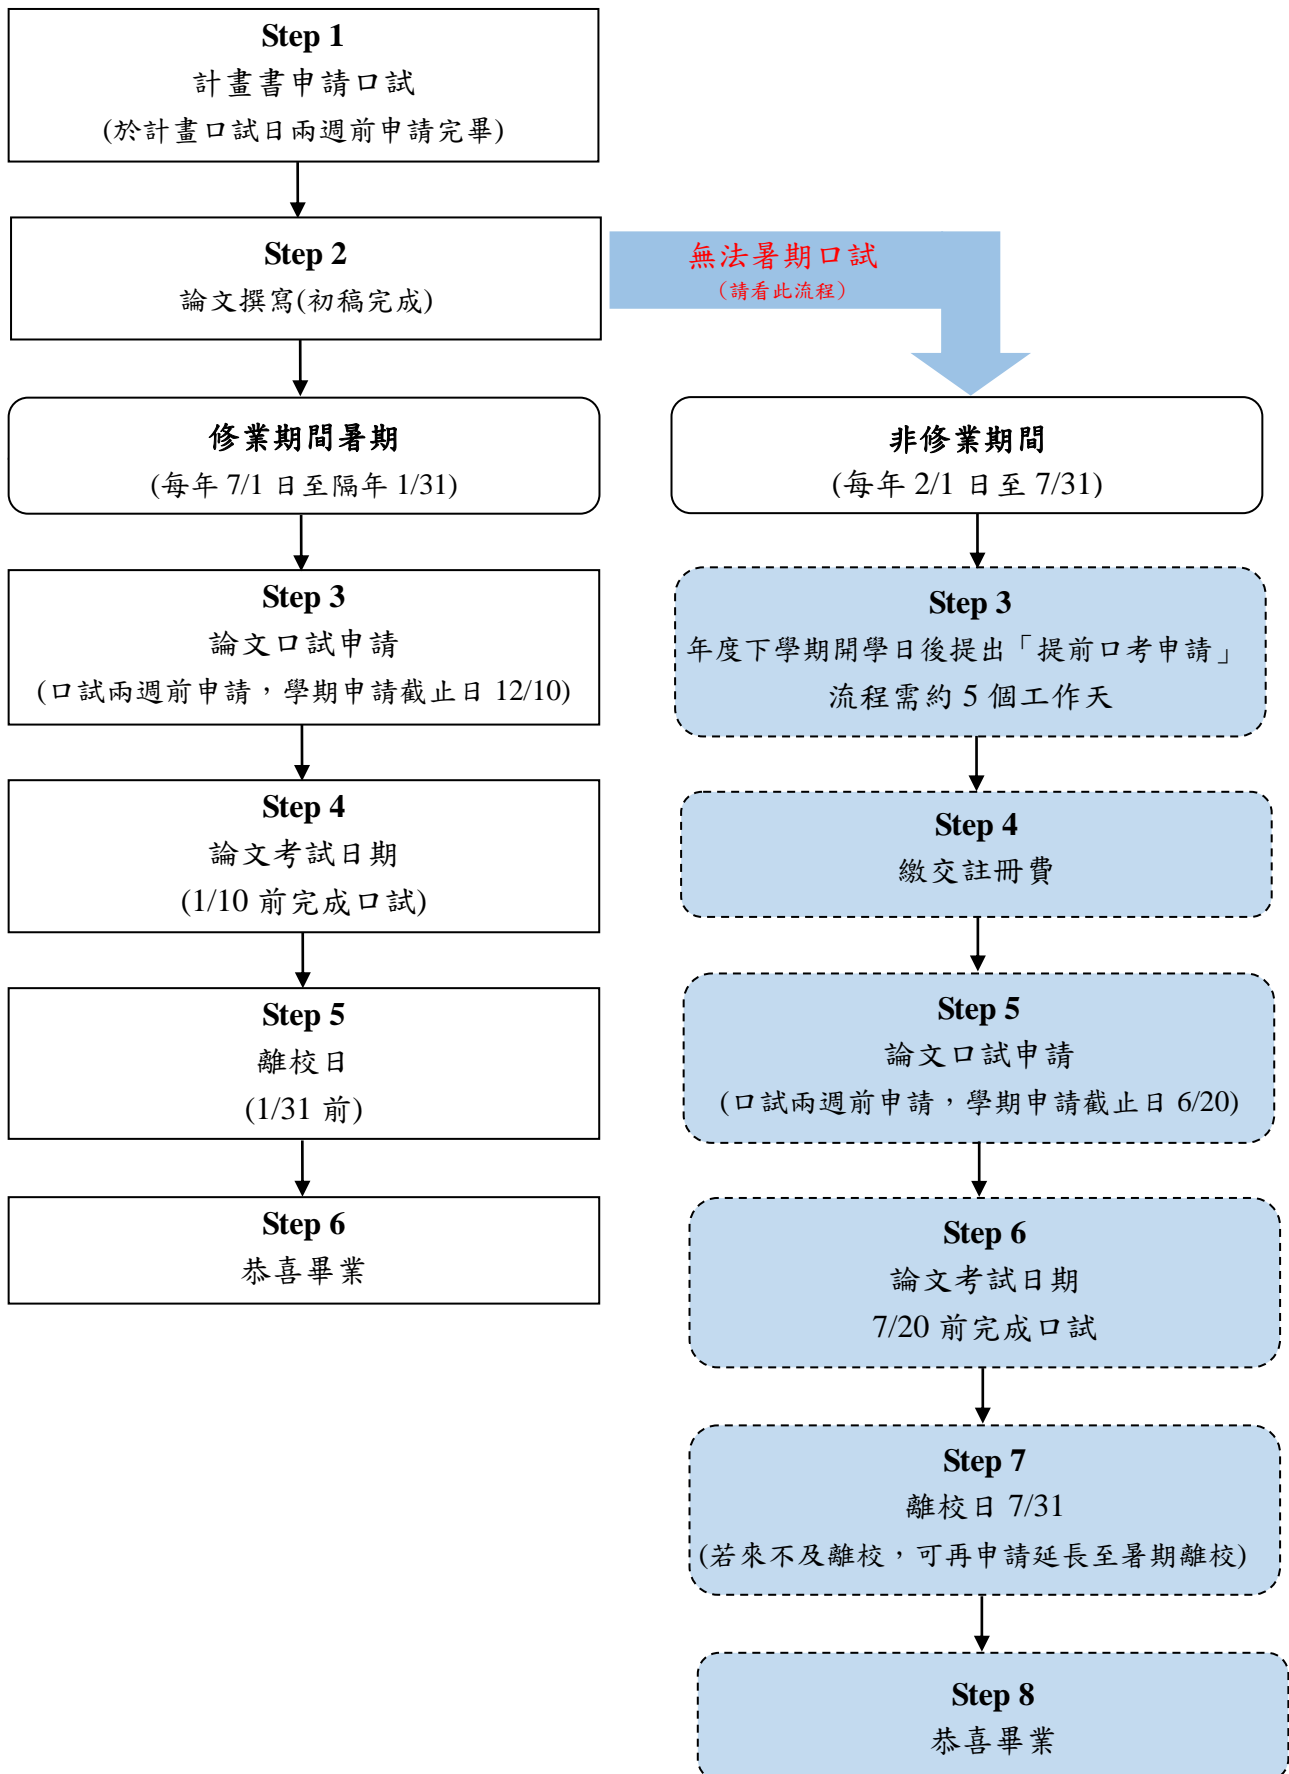 Step 1
計畫書申請口試
(於計畫口試日兩週前申請完畢)
Step 2
論文撰寫(初稿完成)
無法暑期口試
(請看此流程)
修業期間暑期
(每年 7/1 日至隔年 1/31)
Step 3
論文口試申請
(口試兩週前申請，學期申請截止日 12/10)
Step 4
論文考試日期
(1/10 前完成口試)
Step 5
離校日
(1/31 前)
Step 6
恭喜畢業
非修業期間
(每年 2/1 日至 7/31)
Step 3
年度下學期開學日後提出「提前口考申請」
流程需約 5 個工作天
Step 4
繳交註冊費
Step 5
論文口試申請
(口試兩週前申請，學期申請截止日 6/20)
Step 6
論文考試日期
7/20 前完成口試
Step 7
離校日 7/31
(若來不及離校，可再申請延長至暑期離校)
Step 8
恭喜畢業